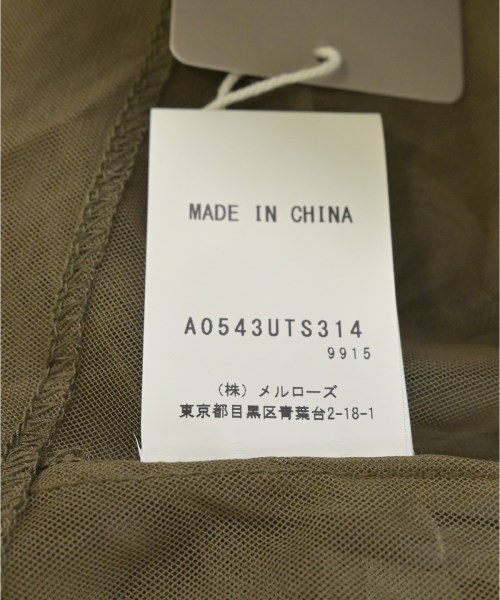 MADE IN CHINA
A0543UTS314
9915
(株) メルローズ
東京都目黒区青葉台2-18-1